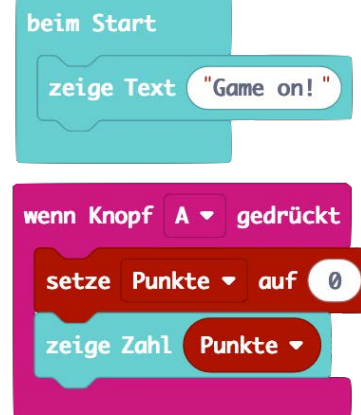 beim Start
zeige Text "Game on!"
wenn Knopf A gedrückt
setze Punkte auf 0
zeige Zahl Punkte